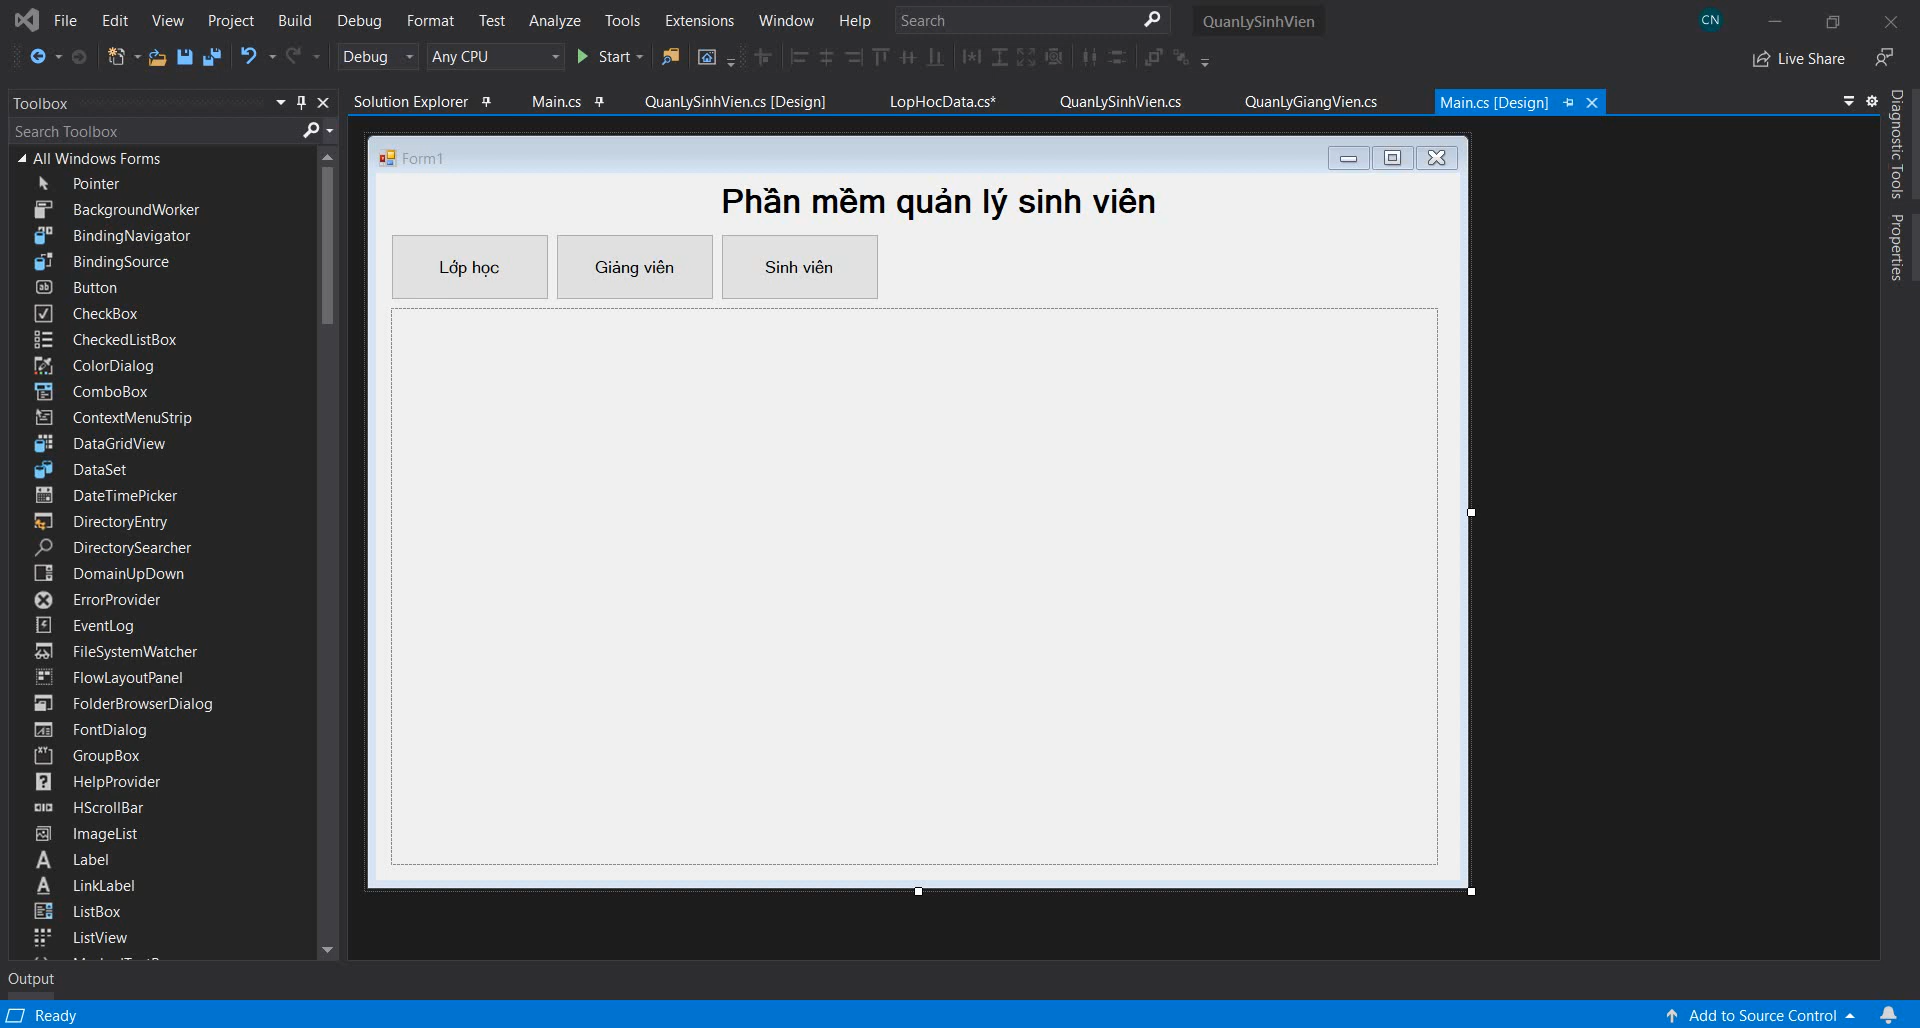 File Edit View Project Build Debug Format Test Analyze Tools Extensions Window Help Search QuanLySinhVien CN
Debug Any CPU Start Live Share
Toolbox
Search Toolbox
All Windows Forms
Pointer
BackgroundWorker
BindingNavigator
BindingSource
Button
CheckBox
CheckedListBox
ColorDialog
ComboBox
ContextMenuStrip
DataGridView
DataSet
DateTimePicker
DirectoryEntry
DirectorySearcher
DomainUpDown
ErrorProvider
EventLog
FileSystemWatcher
FlowLayoutPanel
FolderBrowserDialog
FontDialog
GroupBox
HelpProvider
HScrollBar
ImageList
Label
LinkLabel
ListBox
ListView
Solution Explorer Main.cs QuanLySinhVien.cs [Design] LopHocData.cs* QuanLySinhVien.cs QuanLyGiangVien.cs Main.cs [Design]
Form1
Phần mềm quản lý sinh viên
Lớp học Giảng viên Sinh viên
Diagnostic Tools
Properties
Output
Ready Add to Source Control